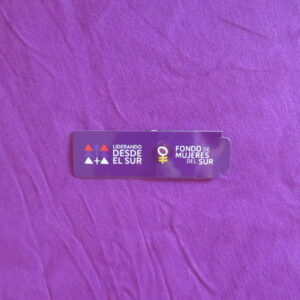 LIDERANDO
DESDE
EL SUR
FONDO DE
MUJERES
DEL SUR